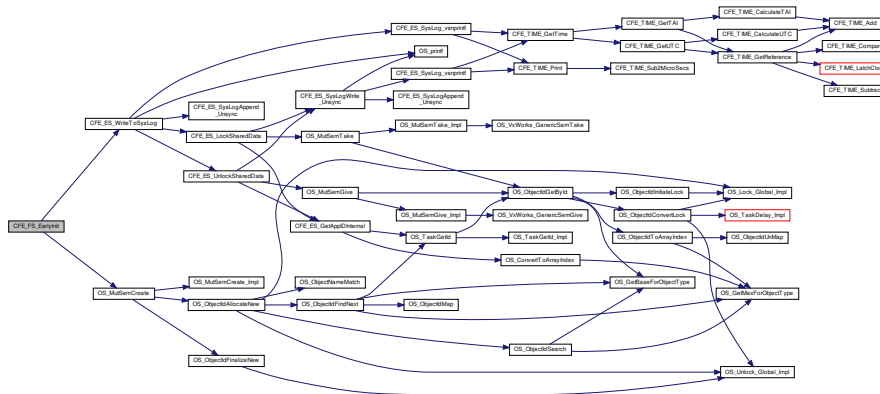 CFE_FS_EarlyInit
CFE_ES_WriteToSysLog
OS_MutSemCreate
CFE_ES_SysLogAppend
_Unsync
CFE_ES_LockSharedData
CFE_ES_UnlockSharedData
OS_MutSemCreate_Impl
OS_ObjectIdAllocateNew
OS_ObjectIdFinalizeNew
CFE_ES_SysLogWrite
_Unsync
OS_MutSemTake
OS_MutSemGive
CFE_ES_GetAppIDInternal
OS_ObjectNameMatch
OS_ObjectIdFindNext
CFE_ES_SysLog_vsnprintf
OS_printf
CFE_ES_SysLog_vsnprintf
CFE_ES_SysLogAppend
_Unsync
OS_MutSemTake_Impl
OS_MutSemGive_Impl
OS_TaskGetId
OS_ObjectIdMap
CFE_TIME_GetTime
CFE_TIME_Print
OS_VxWorks_GenericSemTake
OS_ObjectIdGetById
OS_VxWorks_GenericSemGive
OS_TaskGetId_Impl
OS_ConvertToArrayIndex
OS_ObjectIdSearch
CFE_TIME_GetTAI
CFE_TIME_GetUTC
CFE_TIME_Sub2MicroSecs
OS_ObjectIdInitiateLock
OS_ObjectIdConvertLock
OS_ObjectIdToArrayIndex
OS_GetBaseForObjectType
CFE_TIME_CalculateTAI
CFE_TIME_CalculateUTC
CFE_TIME_GetReference
OS_Lock_Global_Impl
OS_TaskDelay_Impl
OS_ObjectIdUnMap
OS_GetMaxForObjectType
OS_Unlock_Global_Impl
CFE_TIME_Add
CFE_TIME_Compar
CFE_TIME_LatchCloc
CFE_TIME_Subtrac